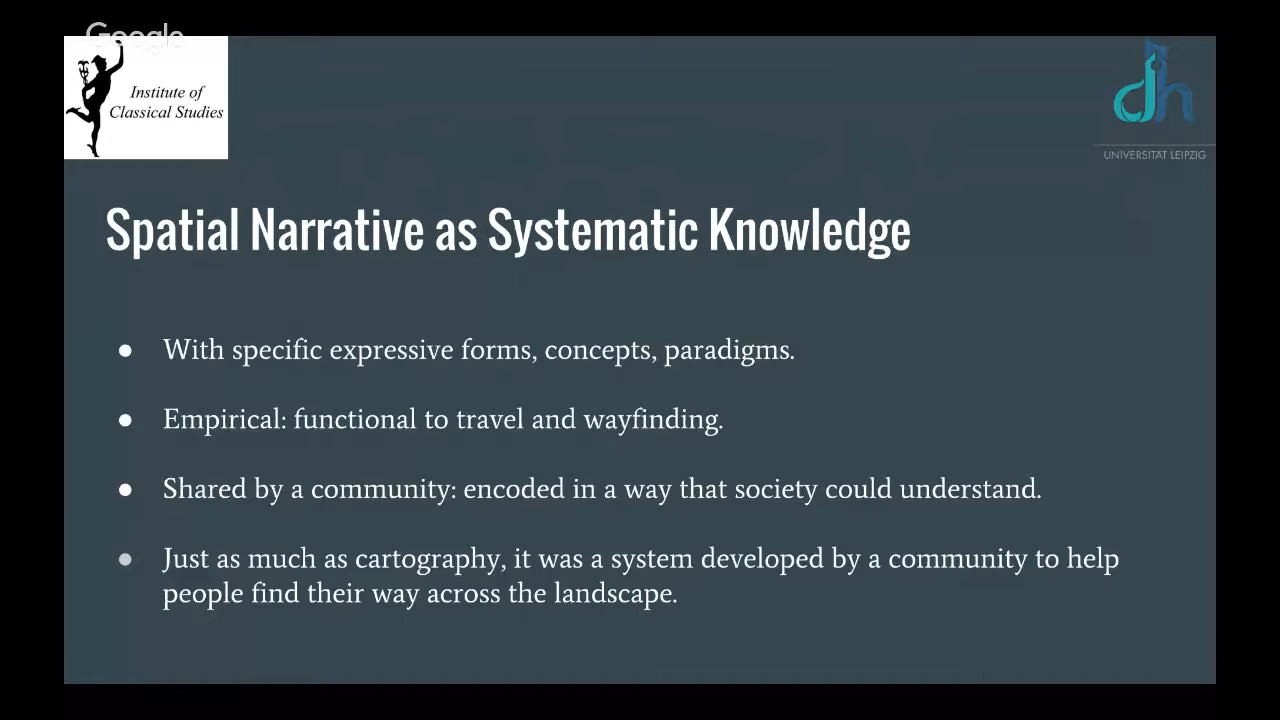 Google
Institute of
Classical Studies
dh
UNIVERSITÄT LEIPZIG
Spatial Narrative as Systematic Knowledge
● With specific expressive forms, concepts, paradigms.
● Empirical: functional to travel and wayfinding.
● Shared by a community: encoded in a way that society could understand.
● Just as much as cartography, it was a system developed by a community to help
people find their way across the landscape.